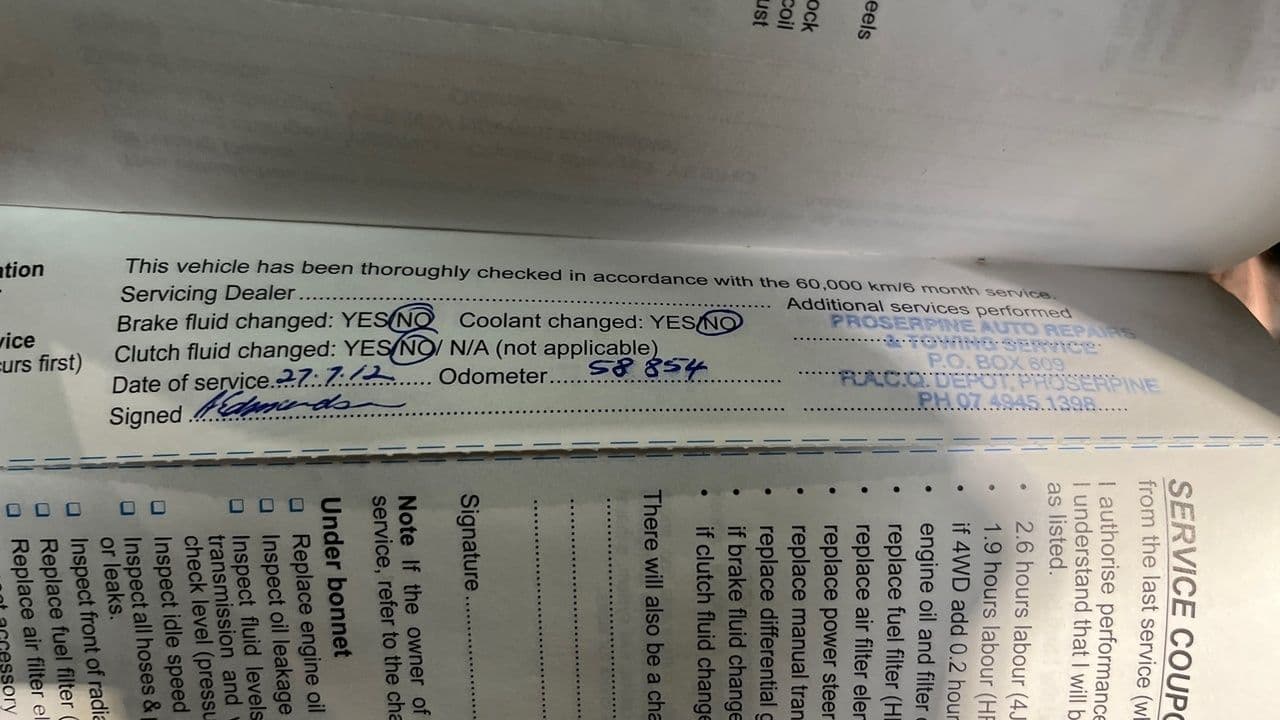 eels
ock
coil
ust
ation
vice
curs first)
This vehicle has been thoroughly checked in accordance with the 60,000 km/6 month service.
Servicing Dealer
Additional services performed
Brake fluid changed: YES/NO Coolant changed: YES/NO
Clutch fluid changed: YES/NO/ N/A (not applicable)
Date of service 27.7.12 Odometer 58 854
Signed
PROSERPINE AUTO REPAIRS
& TOWING SERVICE
P.O. BOX 609
R.A.C.Q. DEPOT, PROSERPINE
PH 07 4945 1398
SERVICE COUPO
from the last service (wh
I authorise performanc
I understand that I will b
as listed.
• 2.6 hours labour (4J
• 1.9 hours labour (HF
• if 4WD add 0.2 hour
• engine oil and filter
• replace fuel filter (HF
• replace air filter eler
• replace power steer
• replace manual tran
• replace differential g
• if brake fluid change
• if clutch fluid change
There will also be a cha
Signature
Note If the owner of
service, refer to the cha
Under bonnet
Replace engine oil
Inspect oil leakage
Inspect fluid levels
transmission and
check level (pressu
Inspect idle speed
Inspect all hoses &
or leaks.
Inspect front of radia
Replace fuel filter (
Replace air filter el
accessory